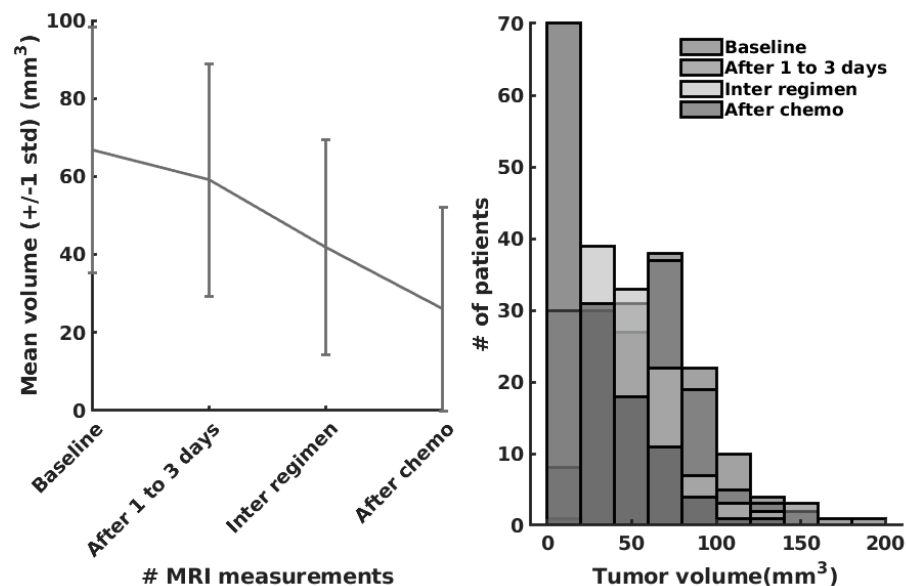 Mean volume (+/-1 std) (mm³)
100
80
60
40
20
0
Baseline
After 1 to 3 days
Inter regimen
After chemo
# MRI measurements
# of patients
70
60
50
40
30
20
10
0
Baseline
After 1 to 3 days
Inter regimen
After chemo
0 50 100 150 200
Tumor volume(mm³)